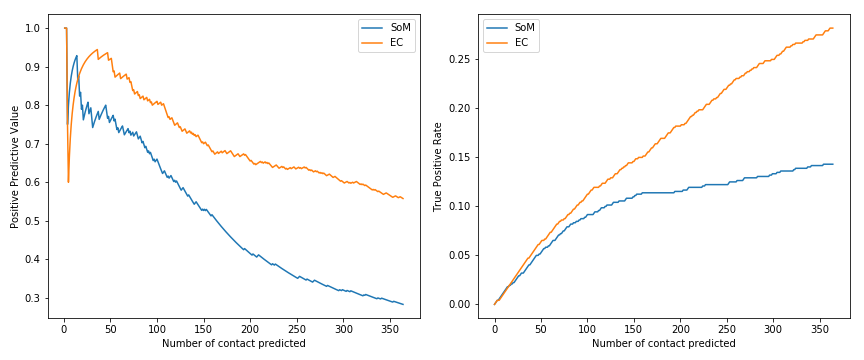 1.0
0.9
0.8
0.7
0.6
0.5
0.4
0.3
Positive Predictive Value
0 50 100 150 200 250 300 350
Number of contact predicted
SoM
EC
0.25
0.20
0.15
0.10
0.05
0.00
True Positive Rate
0 50 100 150 200 250 300 350
Number of contact predicted
SoM
EC